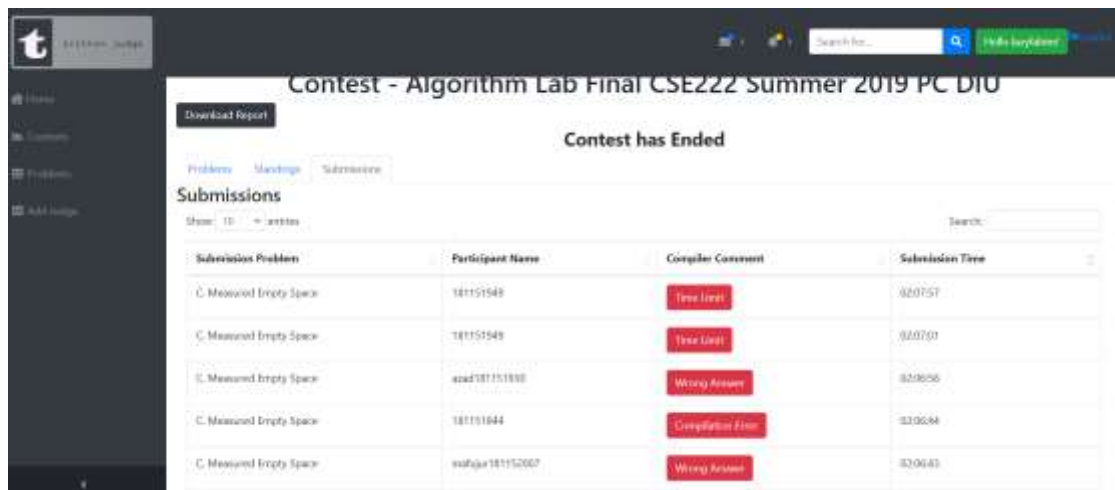 t
Search for...
Contest - Algorithm Lab Final CSE222 Summer 2019 PC DIU
Home
Download Report
Contest has Ended
Contests
Problems Standings Submissions
Problems
Submissions
Add Judge
Show 10 entries
Search:
Submission Problem Participant Name Compiler Comment Submission Time
C. Measured Empty Space 181151949 Time Limit 02:07:57
C. Measured Empty Space 181151949 Time Limit 02:07:01
C. Measured Empty Space Wrong Answer 02:06:56
C. Measured Empty Space 181151844 Compilation Error 02:06:44
C. Measured Empty Space Wrong Answer 02:06:43